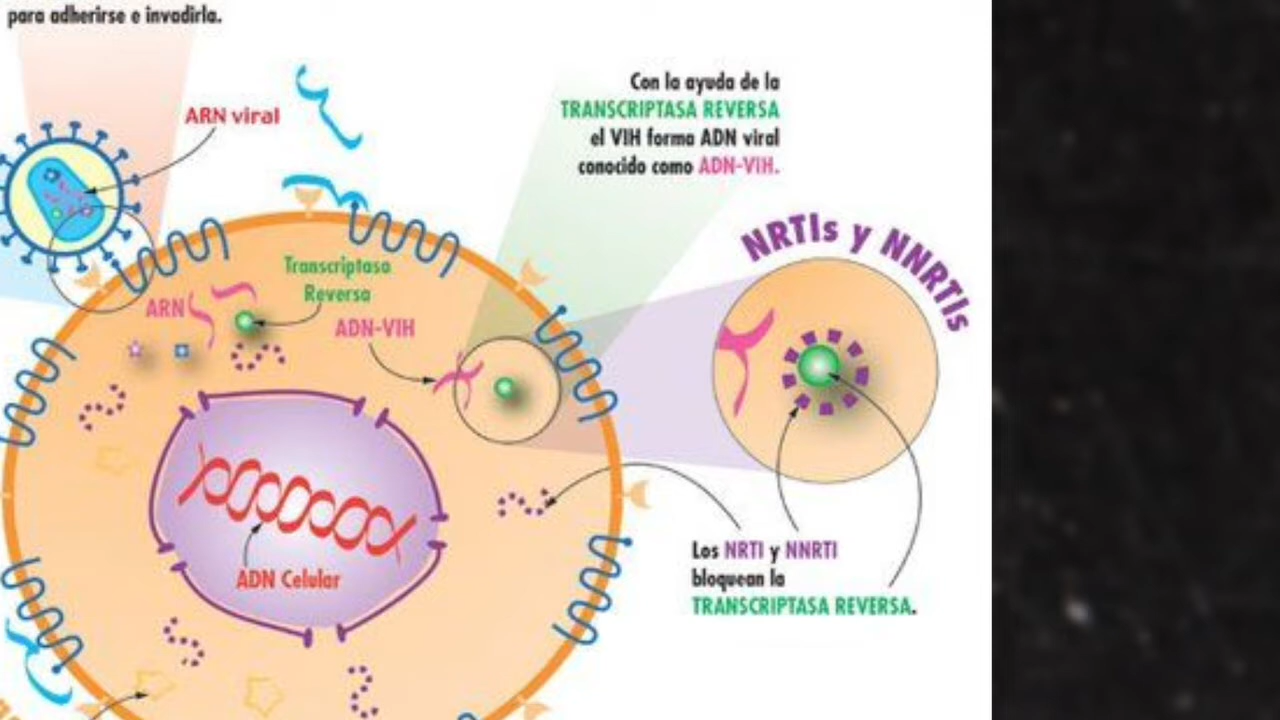 para adherirse e invadirla.
ARN viral
Con la ayuda de la
TRANSCRIPTASA REVERSA
el VIH forma ADN viral
conocido como ADN-VIH.
NRTIs y NNRTIs
Transcriptasa
Reversa
ARN
ADN-VIH
Los NRTI y NNRTI
bloquean la
TRANSCRIPTASA REVERSA.
ADN Celular